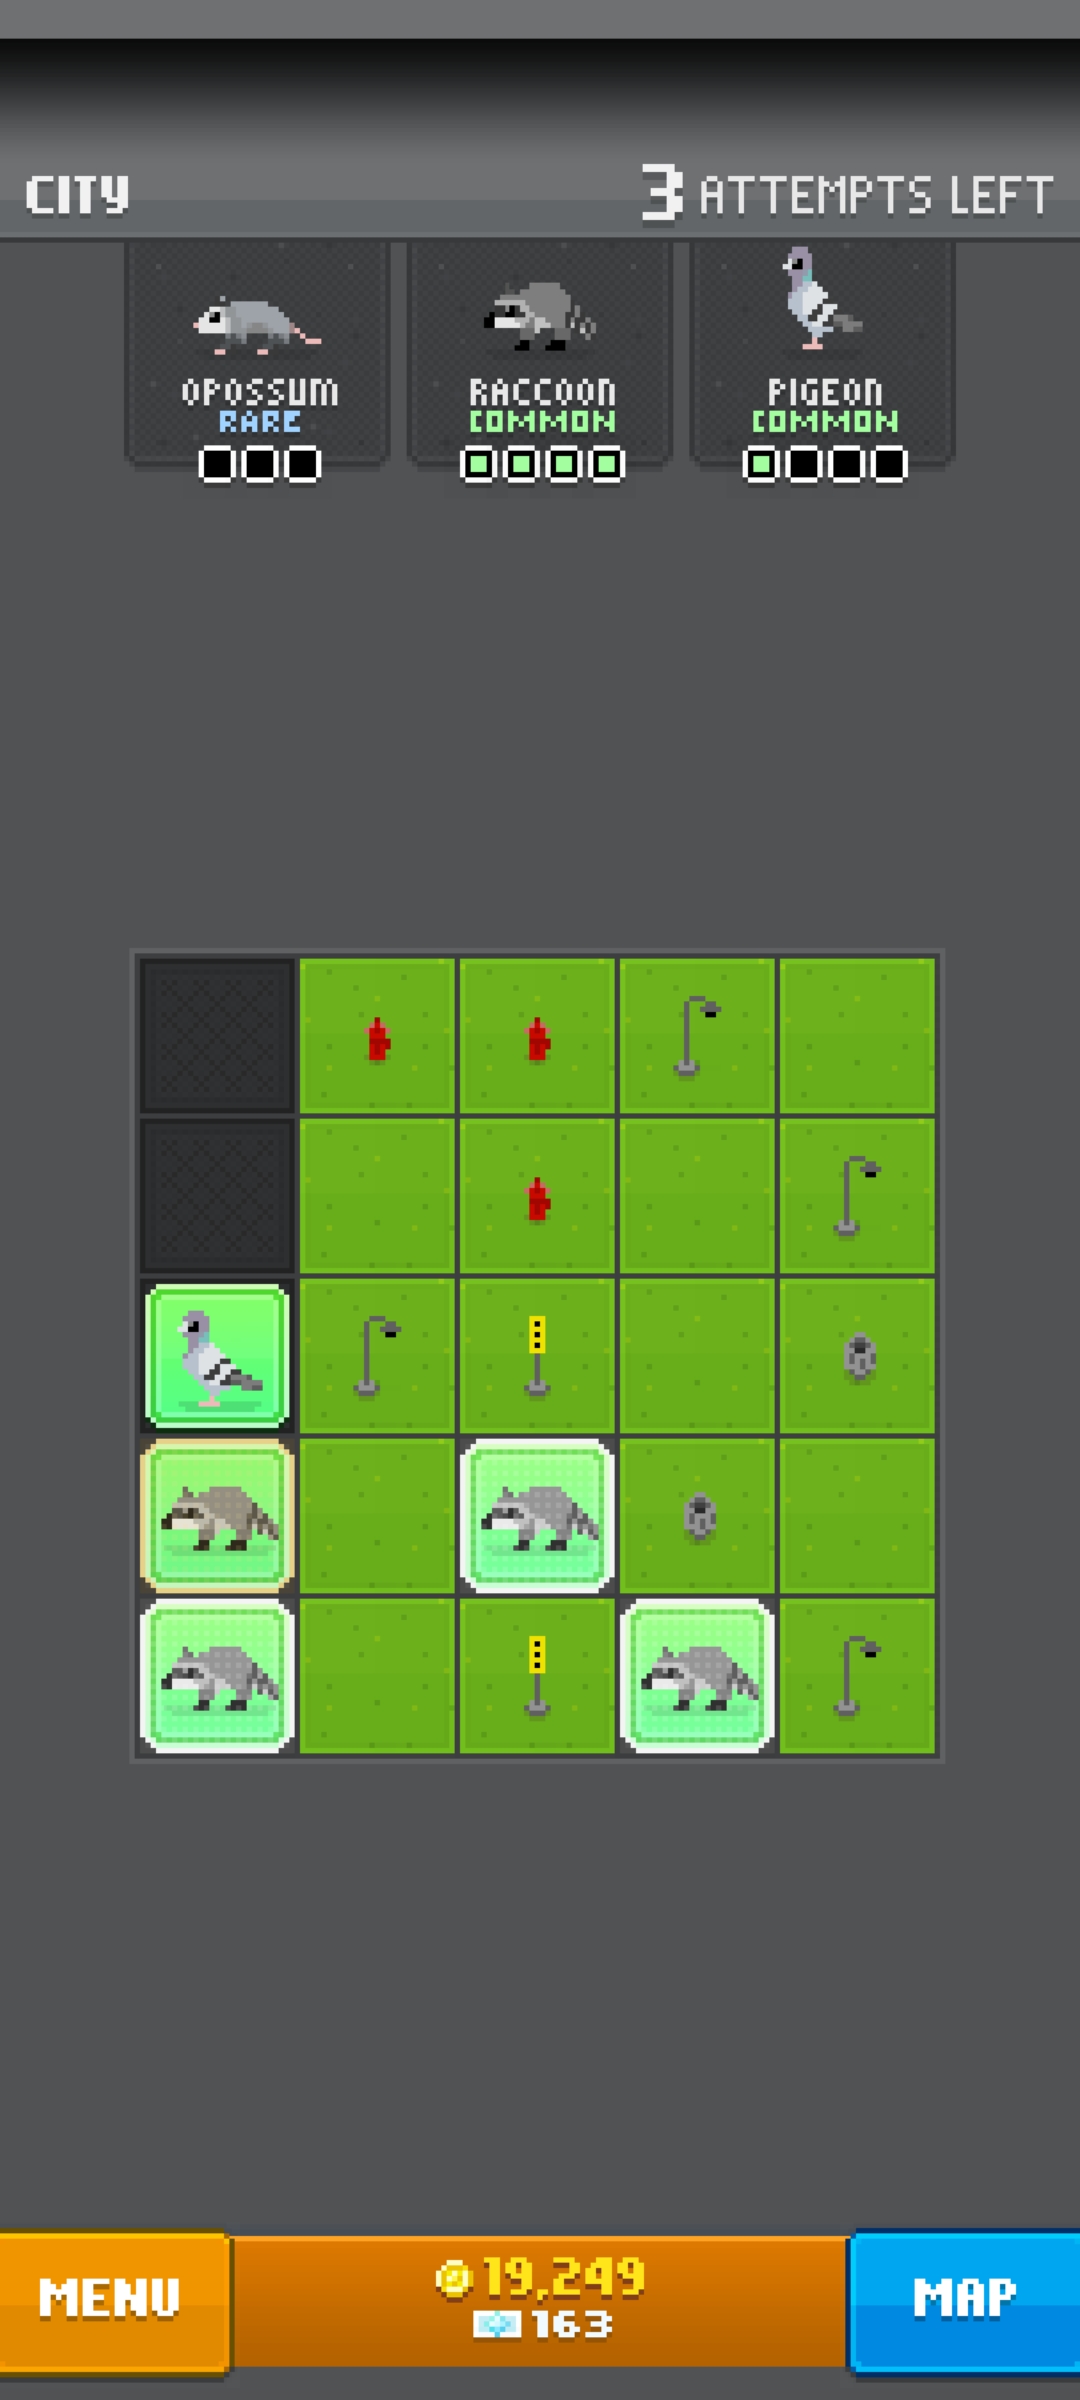 CITY
3 ATTEMPTS LEFT
OPOSSUM
RARE
RACCOON
COMMON
PIGEON
COMMON
MENU
19,249
163
MAP